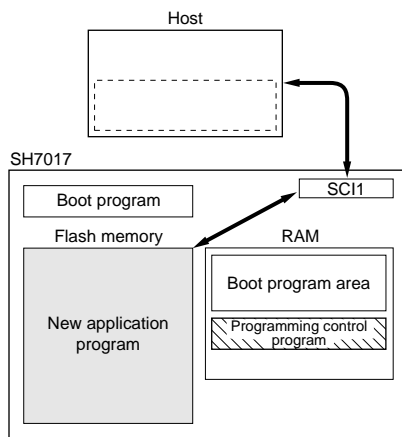 Host
SH7017
SCI1
Boot program
Flash memory
RAM
Boot program area
New application
program
Programming control
program